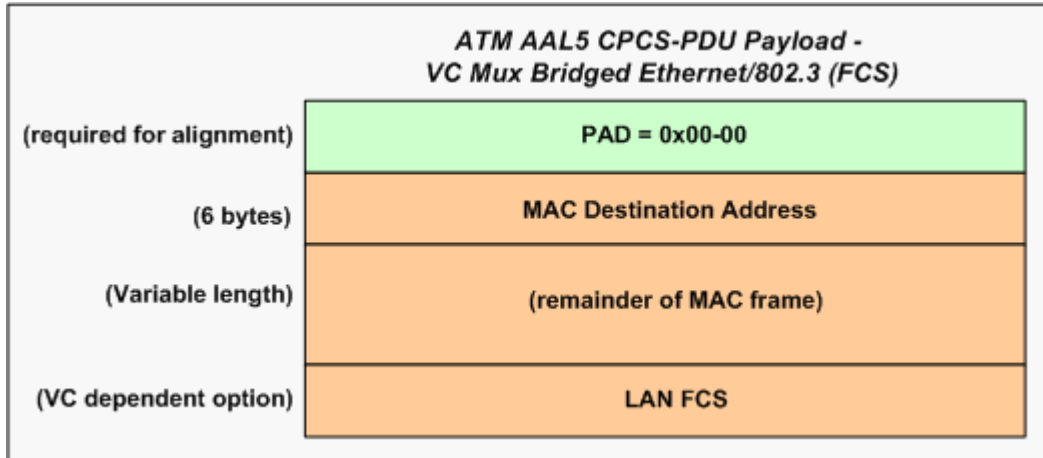 ATM AAL5 CPCS-PDU Payload -
VC Mux Bridged Ethernet/802.3 (FCS)
(required for alignment)
PAD = 0x00-00
(6 bytes)
MAC Destination Address
(Variable length)
(remainder of MAC frame)
(VC dependent option)
LAN FCS